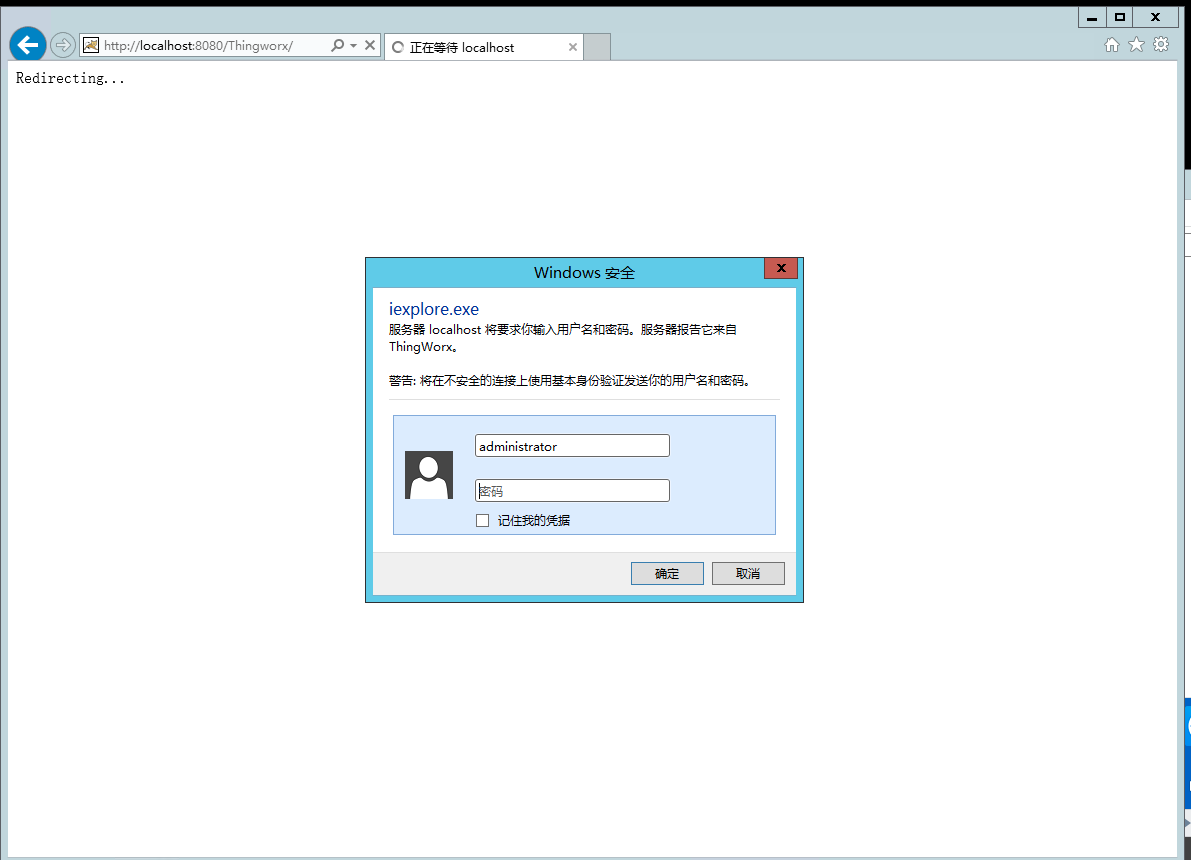 http://localhost:8080/Thingworx/
正在等待 localhost
Redirecting...
Windows 安全
iexplore.exe
服务器 localhost 将要求你输入用户名和密码。服务器报告它来自
ThingWorx。
警告: 将在不安全的连接上使用基本身份验证发送你的用户名和密码。
administrator
密码
记住我的凭据
确定
取消